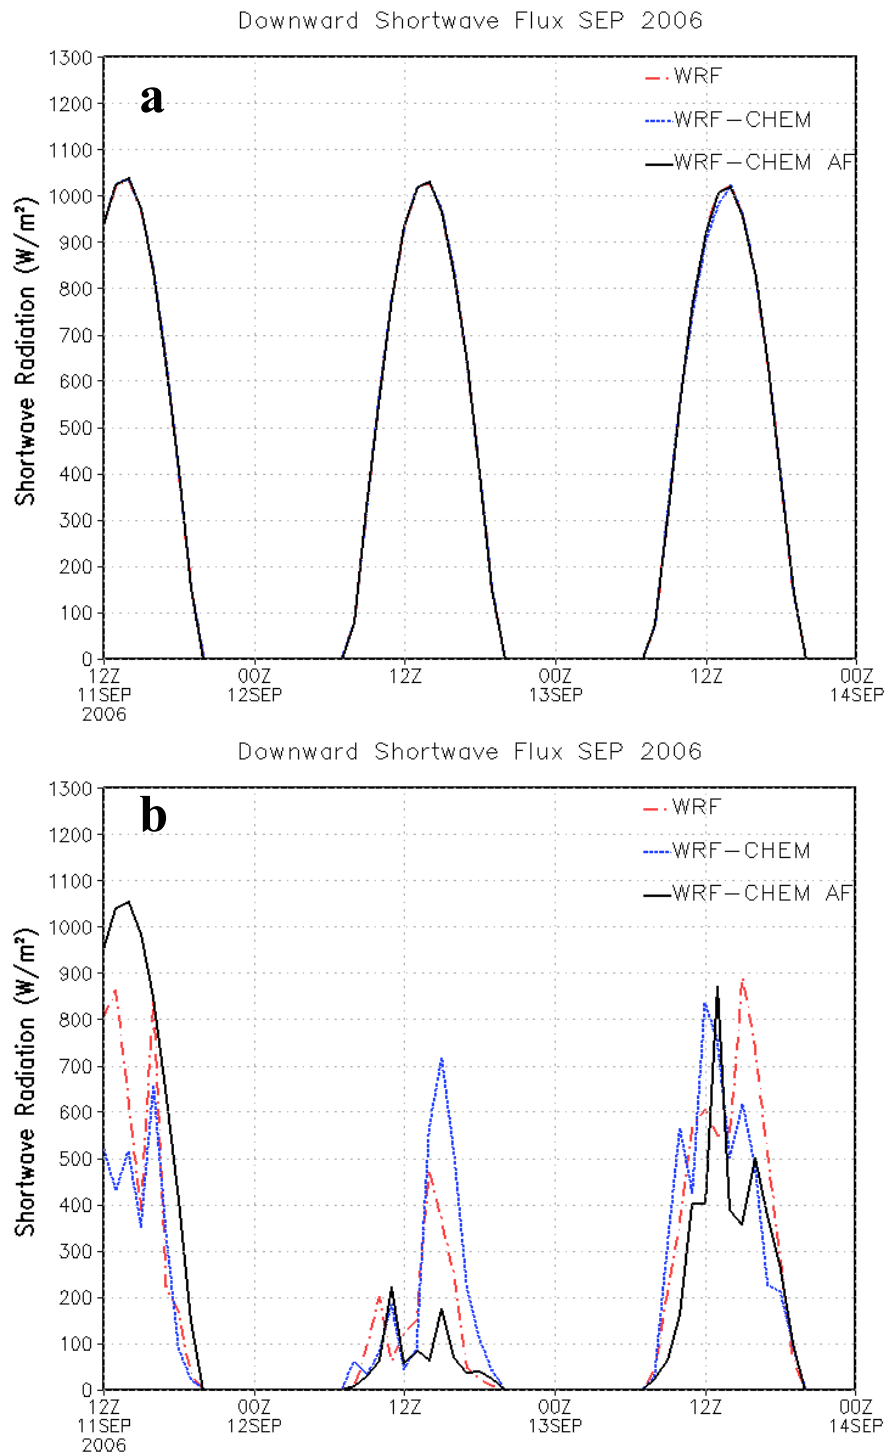 Downward Shortwave Flux SEP 2006
a
WRF
WRF-CHEM
WRF-CHEM AF
Shortwave Radiation (W/m²)
1300
1200
1100
1000
900
800
700
600
500
400
300
200
100
0
12Z 00Z 12Z 00Z 12Z 00Z
11SEP 12SEP 13SEP 14SEP
2006
Downward Shortwave Flux SEP 2006
b
WRF
WRF-CHEM
WRF-CHEM AF
Shortwave Radiation (W/m²)
1300
1200
1100
1000
900
800
700
600
500
400
300
200
100
0
12Z 00Z 12Z 00Z 12Z 00Z
11SEP 12SEP 13SEP 14SEP
2006